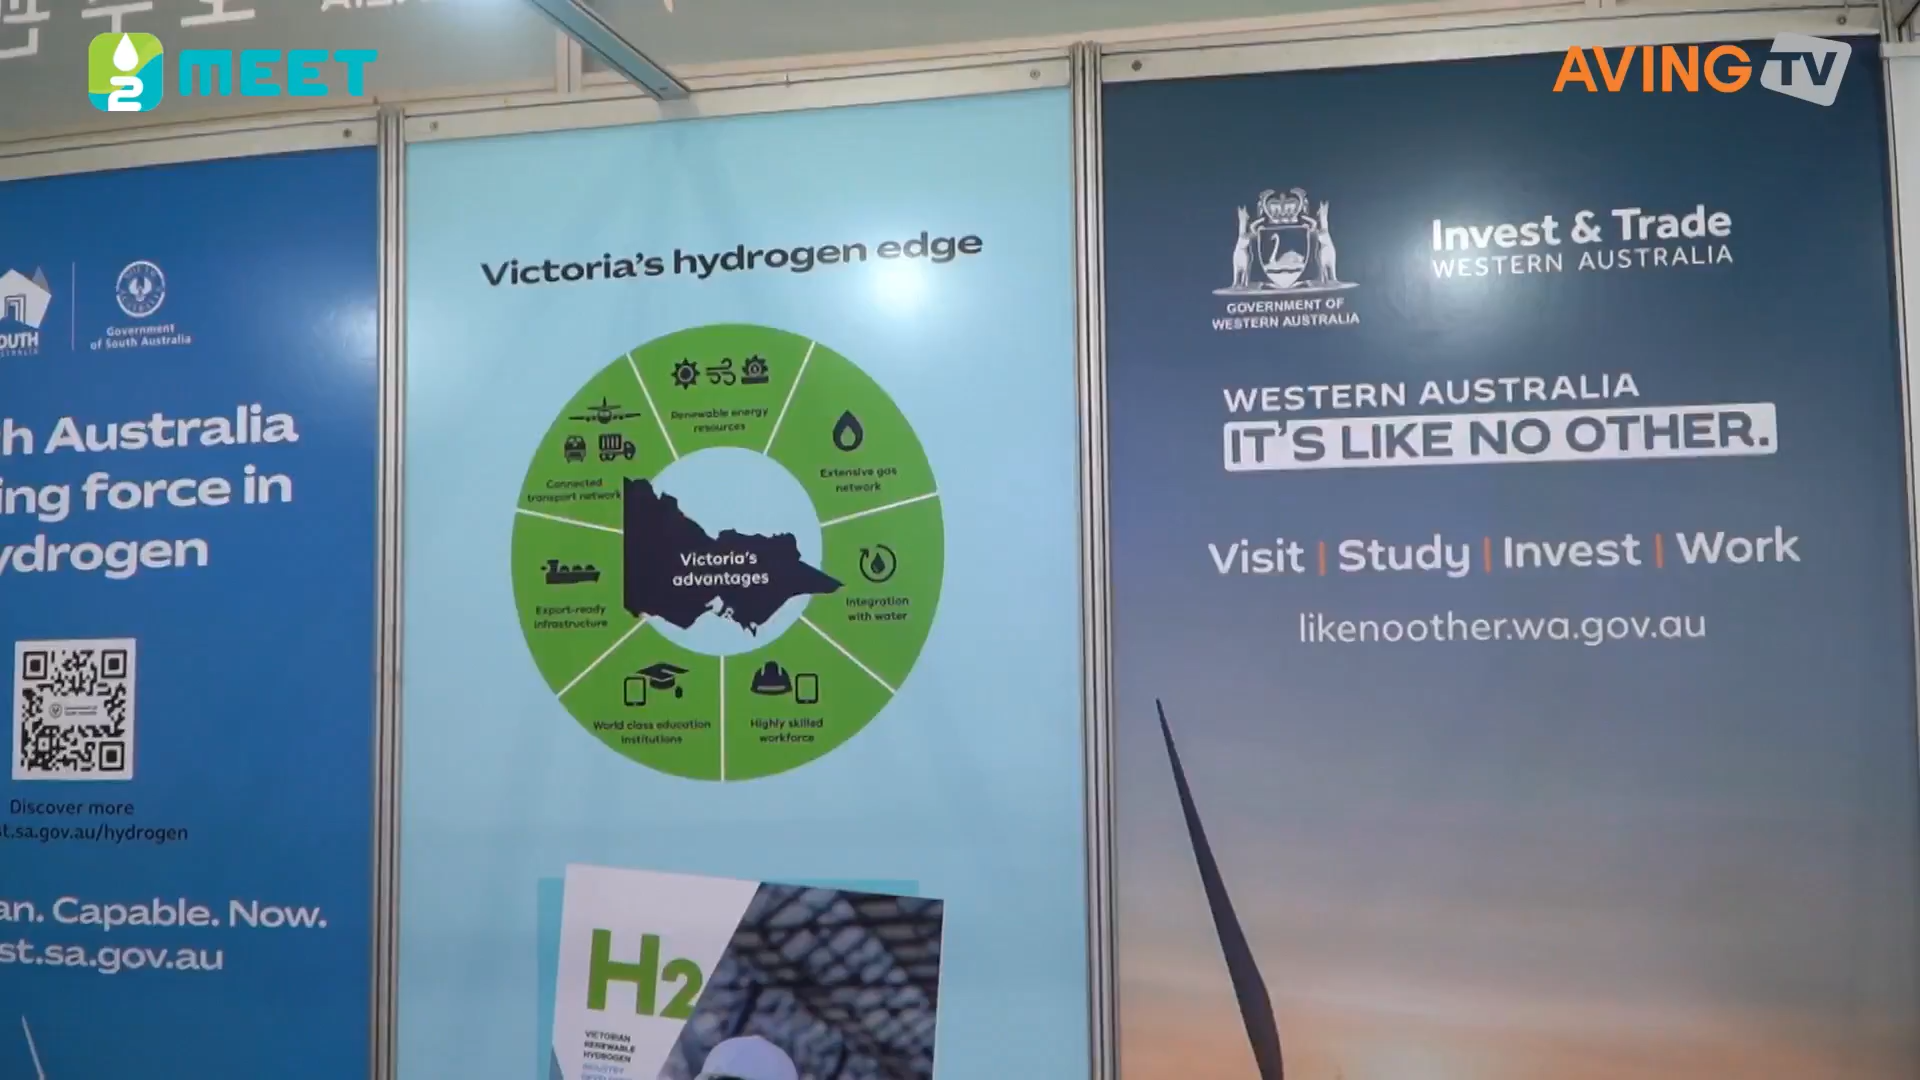 H2 MEET
AVING TV
Government
of South Australia
h Australia
ing force in
ydrogen
Discover more
st.sa.gov.au/hydrogen
an. Capable. Now.
st.sa.gov.au
Victoria's hydrogen edge
Renewable energy
resources
Extensive gas
network
Integration
with water
Highly skilled
workforce
World class education
institutions
Export-ready
infrastructure
Connected
transport network
Victoria's
advantages
H2
VICTORIAN
RENEWABLE
HYDROGEN
INDUSTRY
GOVERNMENT OF
WESTERN AUSTRALIA
Invest & Trade
WESTERN AUSTRALIA
WESTERN AUSTRALIA
IT'S LIKE NO OTHER.
Visit | Study | Invest | Work
likenoother.wa.gov.au